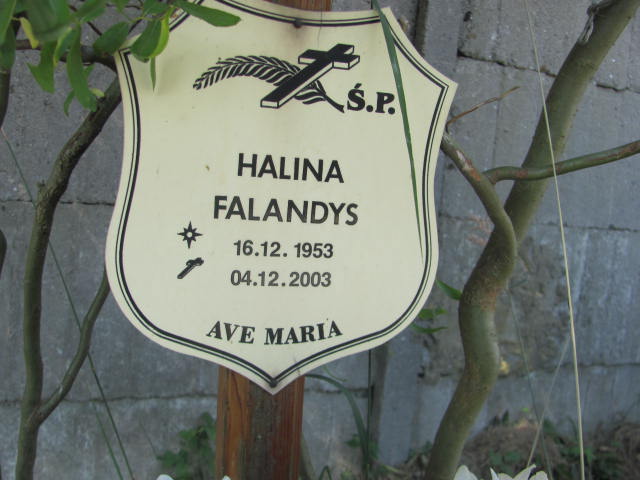 Ś.P.
HALINA
FALANDYS
16.12.1953
04.12.2003
AVE MARIA